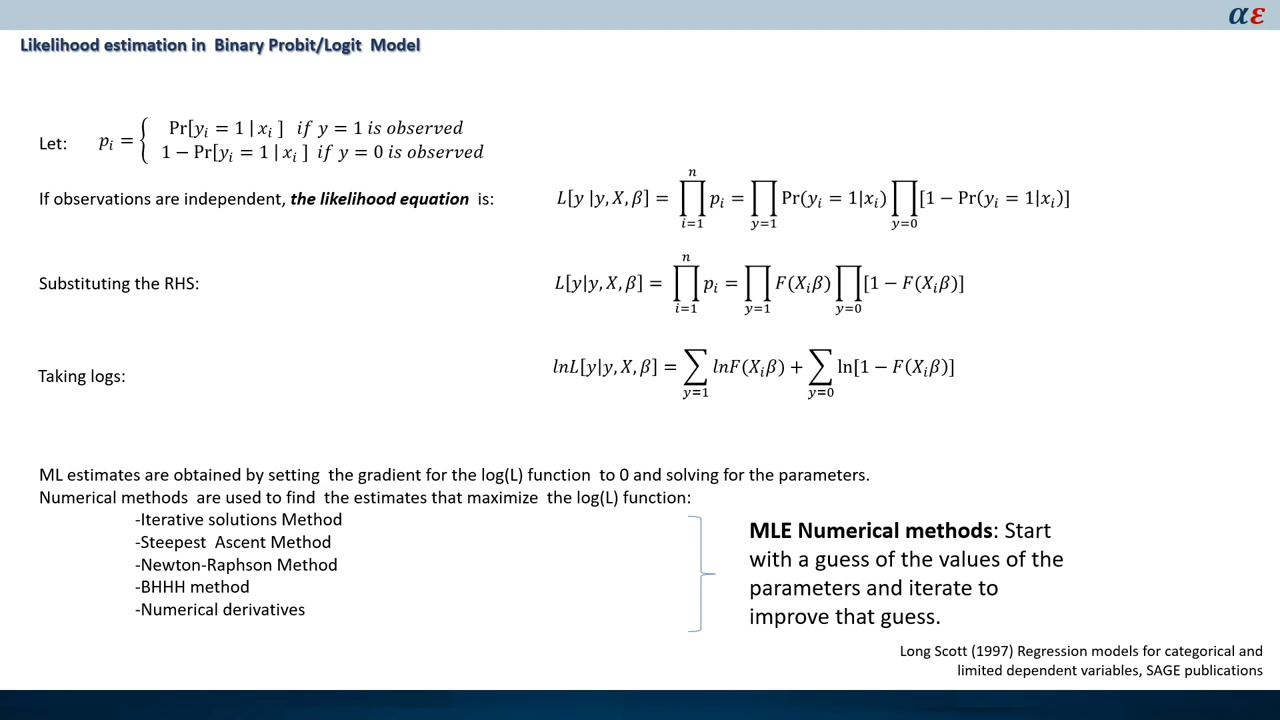 αε
Likelihood estimation in Binary Probit/Logit Model
Let: p_i = { Pr[y_i = 1 | x_i ] if y = 1 is observed
1 − Pr[y_i = 1 | x_i ] if y = 0 is observed
If observations are independent, the likelihood equation is: L[y |y, X, β] = ∏_{i=1}^{n} p_i = ∏_{y=1} Pr(y_i = 1|x_i) ∏_{y=0} [1 − Pr(y_i = 1|x_i)]
Substituting the RHS: L[y|y, X, β] = ∏_{i=1}^{n} p_i = ∏_{y=1} F(X_iβ) ∏_{y=0} [1 − F(X_iβ)]
Taking logs: lnL[y|y, X, β] = ∑_{y=1} lnF(X_iβ) + ∑_{y=0} ln[1 − F(X_iβ)]
ML estimates are obtained by setting the gradient for the log(L) function to 0 and solving for the parameters.
Numerical methods are used to find the estimates that maximize the log(L) function:
-Iterative solutions Method
-Steepest Ascent Method
-Newton-Raphson Method
-BHHH method
-Numerical derivatives
MLE Numerical methods: Start
with a guess of the values of the
parameters and iterate to
improve that guess.
Long Scott (1997) Regression models for categorical and
limited dependent variables, SAGE publications